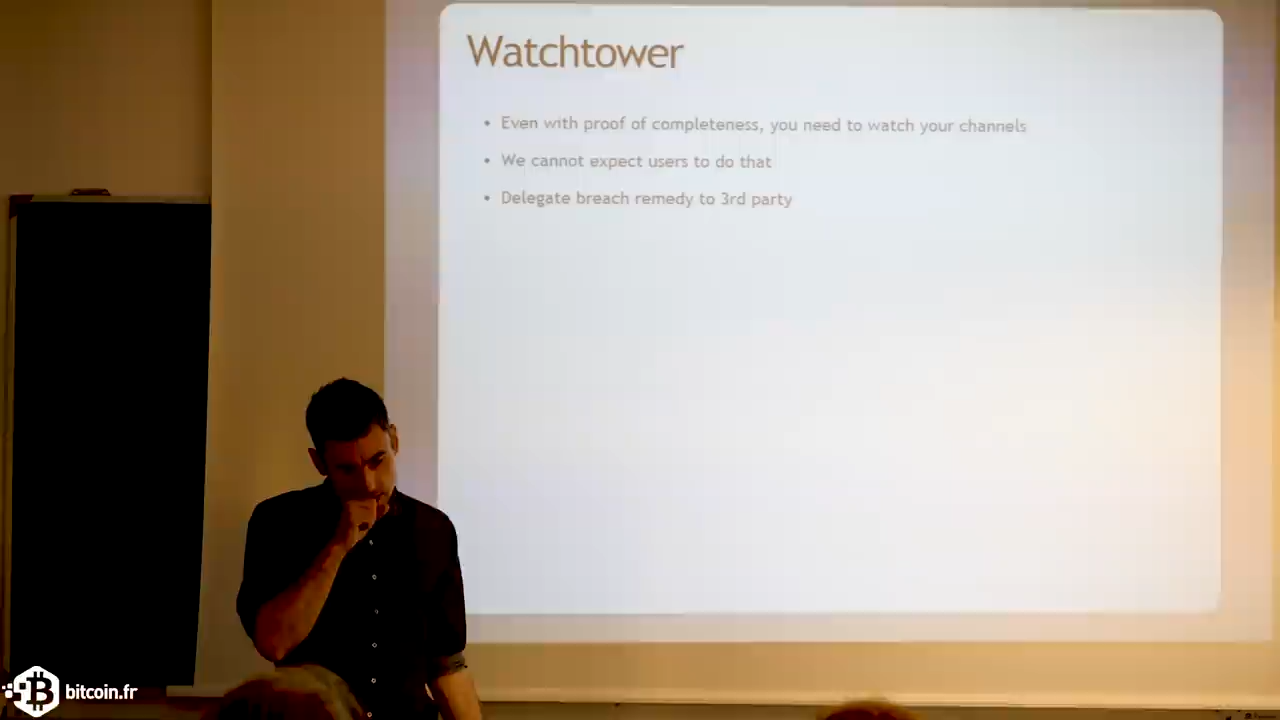 Watchtower
• Even with proof of completeness, you need to watch your channels
• We cannot expect users to do that
• Delegate breach remedy to 3rd party
bitcoin.fr